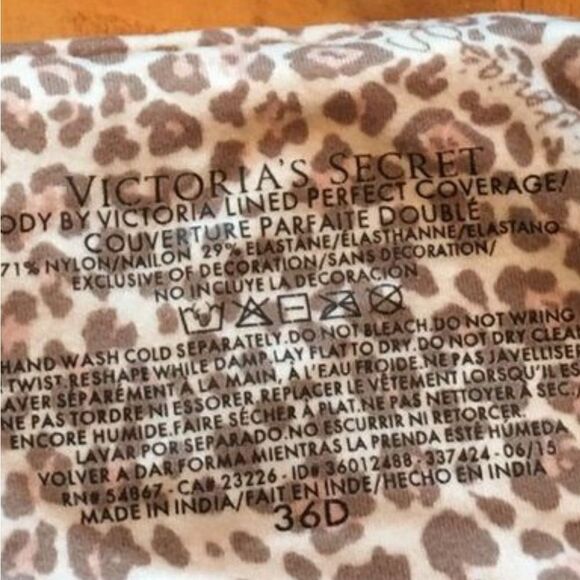 VICTORIA'S SECRET
ODY BY VICTORIA LINED PERFECT COVERAGE/
COUVERTURE PARFAITE DOUBLÉ
71% NYLON/NAILON 29% ELASTANE/ÉLASTHANNE/ELASTANO
EXCLUSIVE OF DECORATION/SANS DÉCORATION/
NO INCLUYE LA DECORACIÓN
HAND WASH COLD SEPARATELY.DO NOT BLEACH.DO NOT WRING
TWIST.RESHAPE WHILE DAMP.LAY FLAT TO DRY.DO NOT DRY CLEA
AVER SÉPARÉMENT À LA MAIN, À L'EAU FROIDE.NE PAS JAVELLISE
NE PAS TORDRE NI ESSORER.REPLACER LE VÊTEMENT LORSQU'IL ES
ENCORE HUMIDE.FAIRE SÉCHER À PLAT.NE PAS NETTOYER À SEC.
LAVAR POR SEPARADO.NO ESCURRIR NI RETORCER.
VOLVER A DAR FORMA MIENTRAS LA PRENDA ESTÉ HÚMEDA
RN# 54867 - CA# 23226 - ID# 36012488 - 337424 - 06/15
MADE IN INDIA/FAIT EN INDE/HECHO EN INDIA
36D